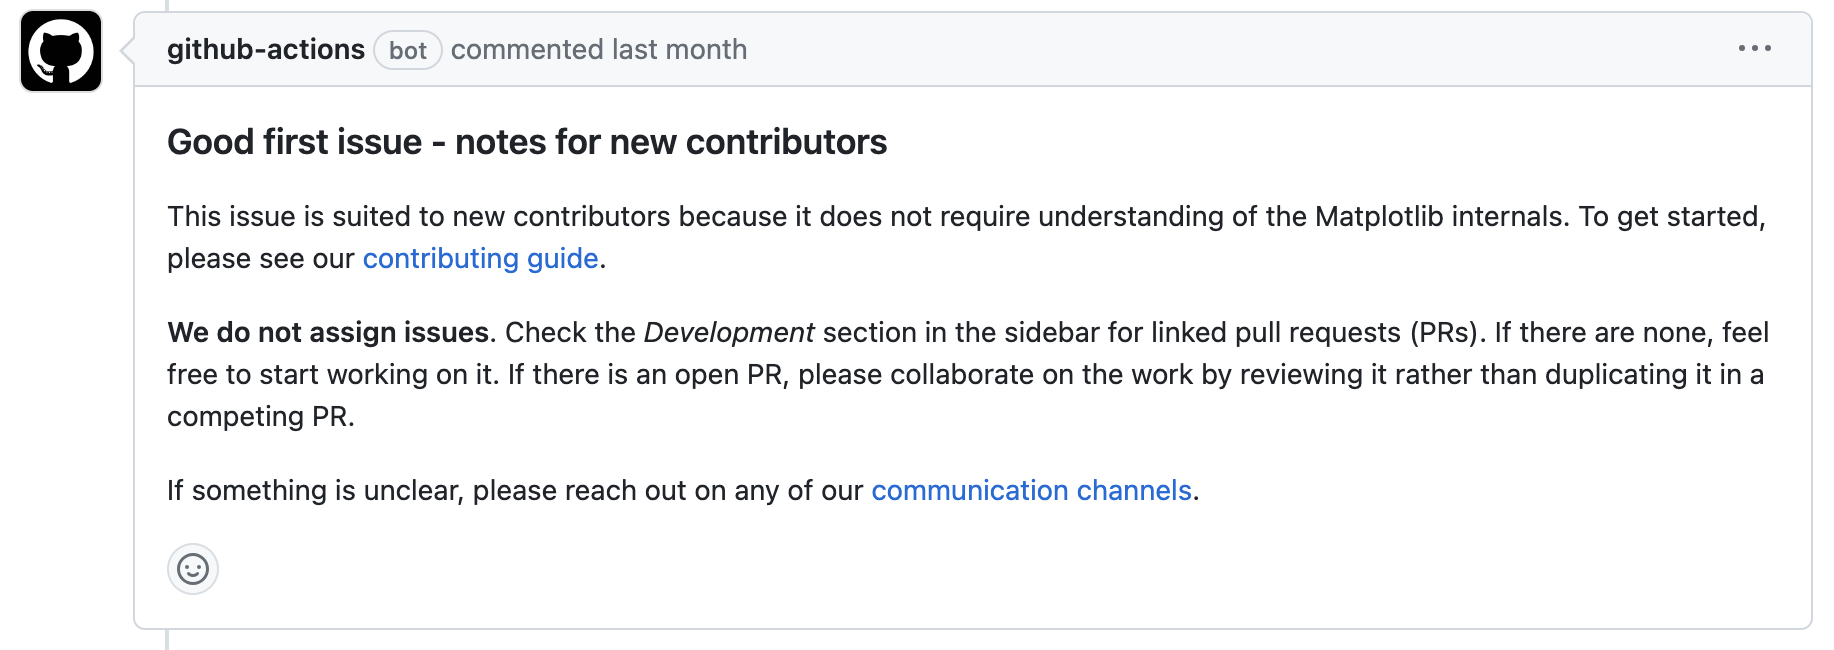 github-actions bot commented last month
Good first issue - notes for new contributors
This issue is suited to new contributors because it does not require understanding of the Matplotlib internals. To get started,
please see our contributing guide.
We do not assign issues. Check the Development section in the sidebar for linked pull requests (PRs). If there are none, feel
free to start working on it. If there is an open PR, please collaborate on the work by reviewing it rather than duplicating it in a
competing PR.
If something is unclear, please reach out on any of our communication channels.